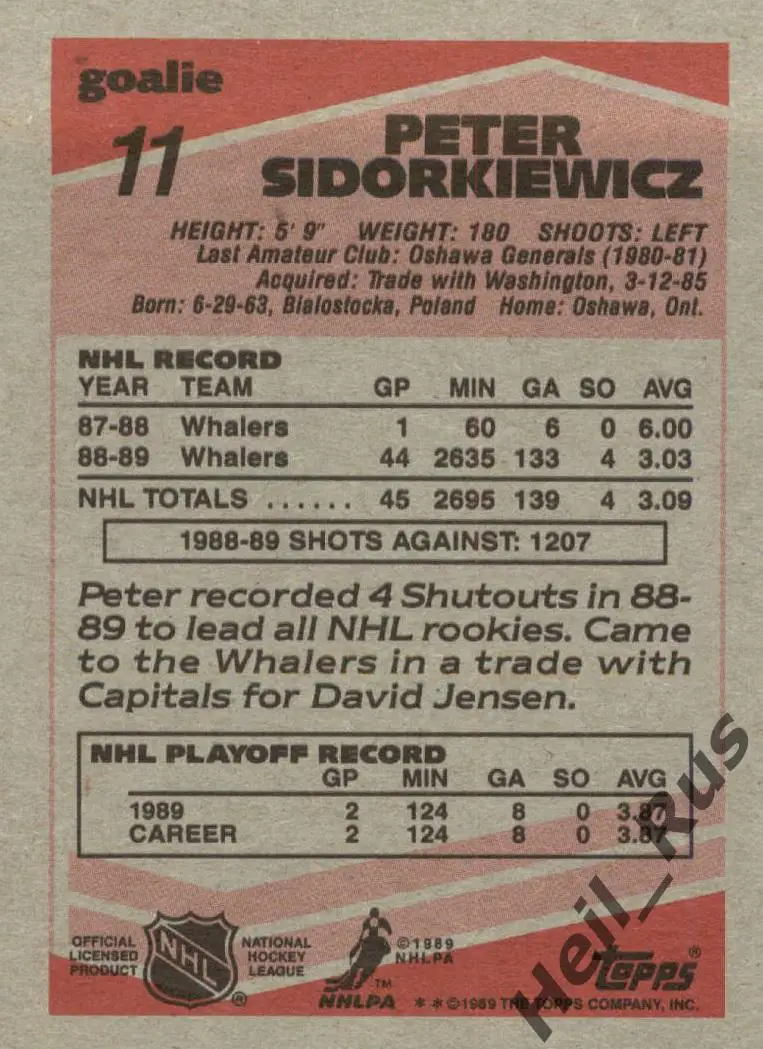 goalie
11
PETER
SIDORKIEWICZ
HEIGHT: 5' 9" WEIGHT: 180 SHOOTS: LEFT
Last Amateur Club: Oshawa Generals (1980-81)
Acquired: Trade with Washington, 3-12-85
Born: 6-29-63, Bialostocka, Poland Home: Oshawa, Ont.
NHL RECORD
YEAR TEAM GP MIN GA SO AVG
87-88 Whalers 1 60 6 0 6.00
88-89 Whalers 44 2635 133 4 3.03
NHL TOTALS ...... 45 2695 139 4 3.09
1988-89 SHOTS AGAINST: 1207
Peter recorded 4 Shutouts in 88-
89 to lead all NHL rookies. Came
to the Whalers in a trade with
Capitals for David Jensen.
NHL PLAYOFF RECORD
GP MIN GA SO AVG
1989 2 124 8 0 3.87
CAREER 2 124 8 0 3.87
OFFICIAL
LICENSED
PRODUCT
NHL
®
NATIONAL
HOCKEY
LEAGUE
©1989
NHLPA
TM
NHLPA
topps®
* * ©1989 THE TOPPS COMPANY, INC.
Heil_Rus